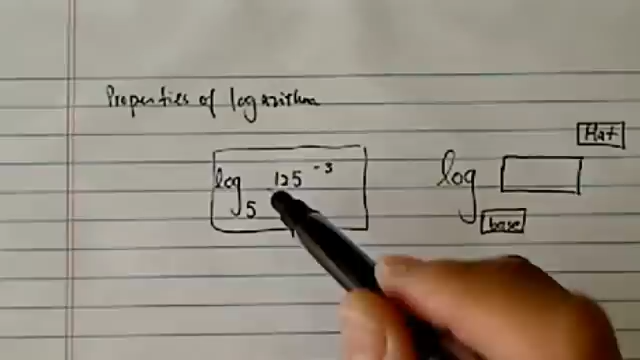 Properties of logarithm
Hat
log₅ 125⁻³
log
base